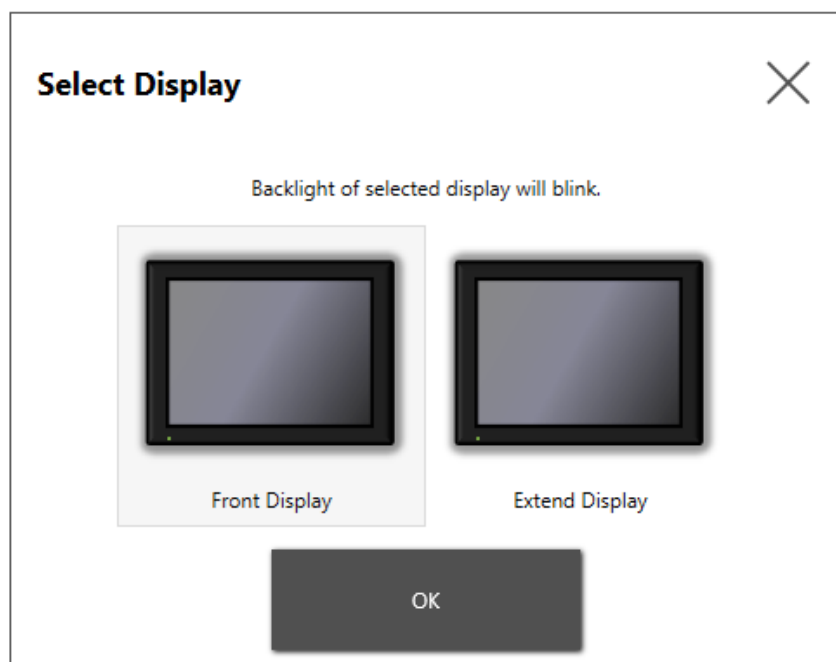 Select Display
Backlight of selected display will blink.
Front Display
Extend Display
OK